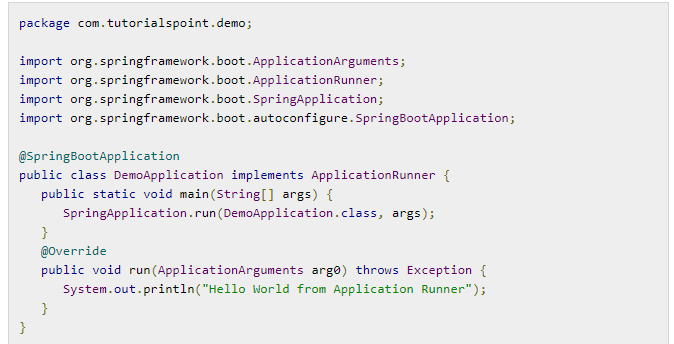 package com.tutorialspoint.demo;
import org.springframework.boot.ApplicationArguments;
import org.springframework.boot.ApplicationRunner;
import org.springframework.boot.SpringApplication;
import org.springframework.boot.autoconfigure.SpringBootApplication;
@SpringBootApplication
public class DemoApplication implements ApplicationRunner {
   public static void main(String[] args) {
      SpringApplication.run(DemoApplication.class, args);
   }
   @Override
   public void run(ApplicationArguments arg0) throws Exception {
      System.out.println("Hello World from Application Runner");
   }
}